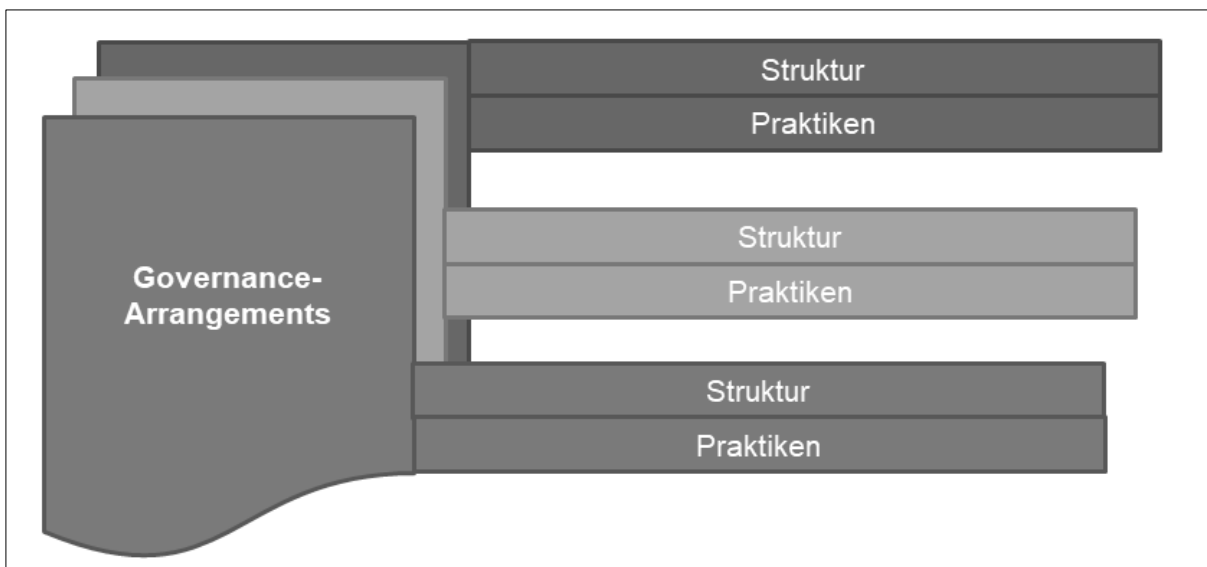 Struktur
Praktiken
Struktur
Praktiken
Governance-
Arrangements
Struktur
Praktiken